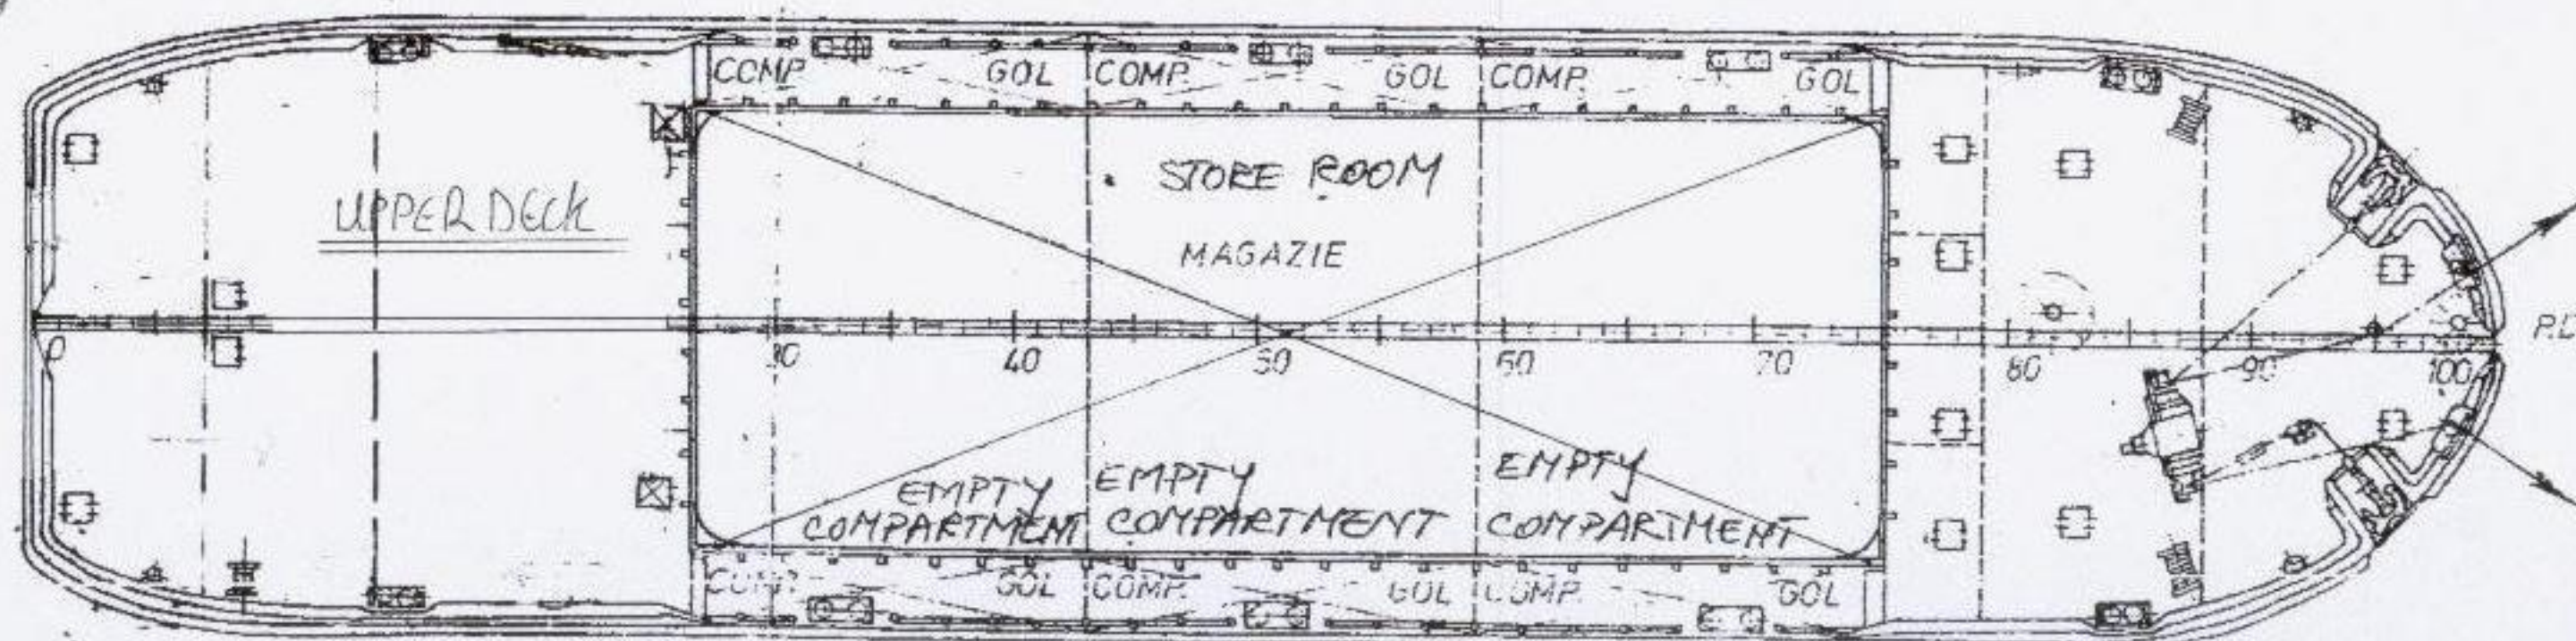 COMP. GOL COMP. GOL COMP. GOL
STORE ROOM
UPPER DECK
MAGAZIE
0 30 40 50 60 70 80 90 100
P.L
EMPTY COMPARTMENT
EMPTY COMPARTMENT
EMPTY COMPARTMENT
COMP. GOL COMP. GOL COMP. GOL